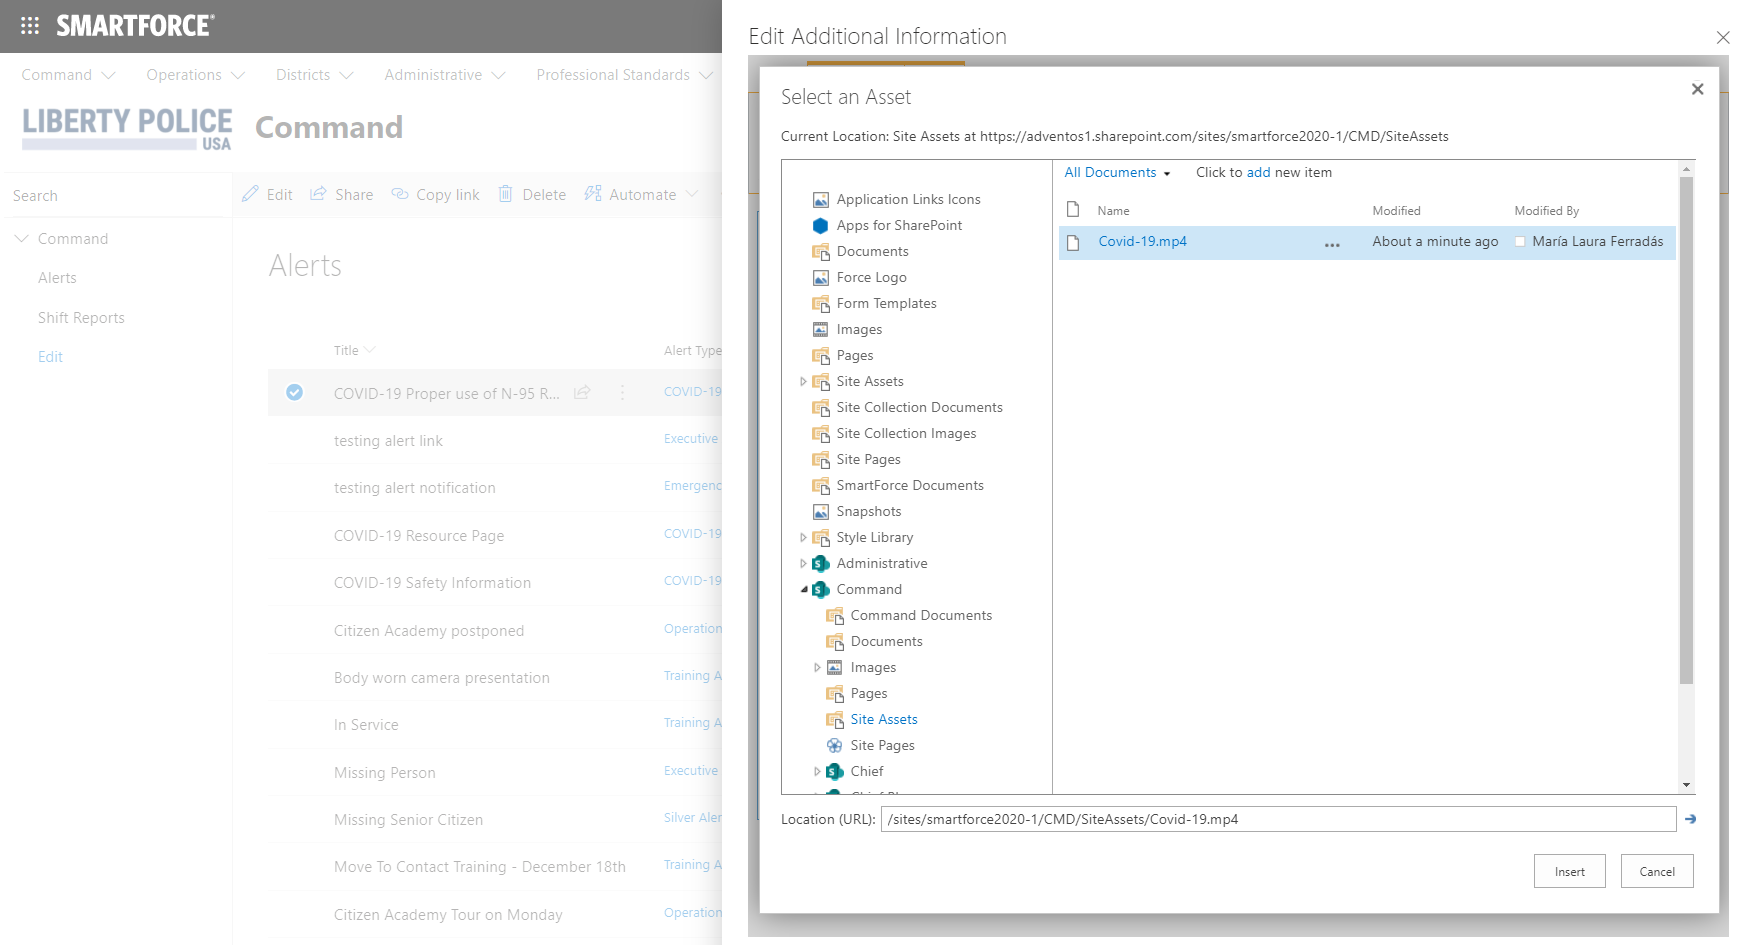 SMARTFORCE®
Command
Operations
Districts
Administrative
Professional Standards
LIBERTY POLICE
USA
Command
Search
Edit
Share
Copy link
Delete
Automate
Command
Alerts
Shift Reports
Edit
Alerts
Title
Alert Type
COVID-19 Proper use of N-95 R...
COVID-19
testing alert link
Executive
testing alert notification
Emergenc
COVID-19 Resource Page
COVID-19
COVID-19 Safety Information
COVID-19
Citizen Academy postponed
Operation
Body worn camera presentation
Training A
In Service
Training A
Missing Person
Executive
Missing Senior Citizen
Silver Aler
Move To Contact Training - December 18th
Training A
Citizen Academy Tour on Monday
Operation
Edit Additional Information
Select an Asset
Current Location: Site Assets at https://adventos1.sharepoint.com/sites/smartforce2020-1/CMD/SiteAssets
Application Links Icons
Apps for SharePoint
Documents
Force Logo
Form Templates
Images
Pages
Site Assets
Site Collection Documents
Site Collection Images
Site Pages
SmartForce Documents
Snapshots
Style Library
Administrative
Command
Command Documents
Documents
Images
Pages
Site Assets
Site Pages
Chief
All Documents
Click to add new item
Name
Modified
Modified By
Covid-19.mp4
...
About a minute ago
María Laura Ferradás
Location (URL):
/sites/smartforce2020-1/CMD/SiteAssets/Covid-19.mp4
Insert
Cancel